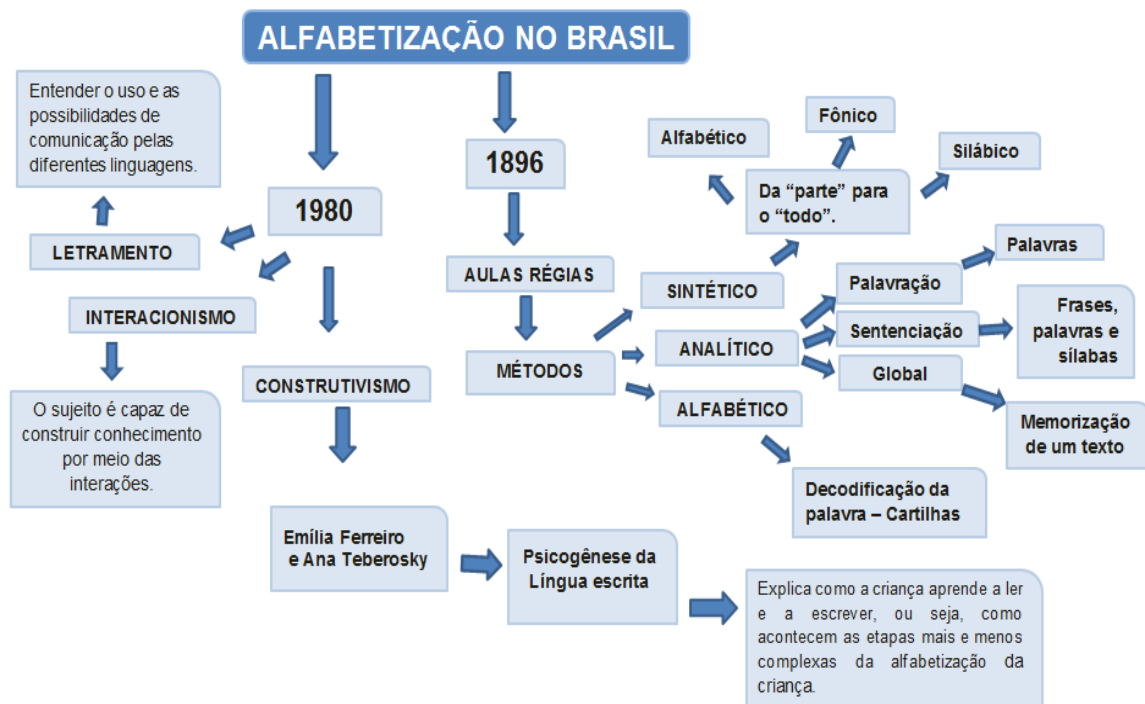 ALFABETIZAÇÃO NO BRASIL
Entender o uso e as
possibilidades de
comunicação pelas
diferentes linguagens.
1980
LETRAMENTO
INTERACIONISMO
O sujeito é capaz de
construir conhecimento
por meio das
interações.
CONSTRUTIVISMO
Emília Ferreiro
e Ana Teberosky
Psicogênese da
Língua escrita
Explica como a criança aprende a ler
e a escrever, ou seja, como
acontecem as etapas mais e menos
complexas da alfabetização da
criança.
1896
AULAS RÉGIAS
MÉTODOS
SINTÉTICO
Da “parte” para
o “todo”.
Alfabético
Fônico
Silábico
ANALÍTICO
Palavração
Palavras
Sentenciação
Frases,
palavras e
sílabas
Global
Memorização
de um texto
ALFABÉTICO
Decodificação da
palavra – Cartilhas